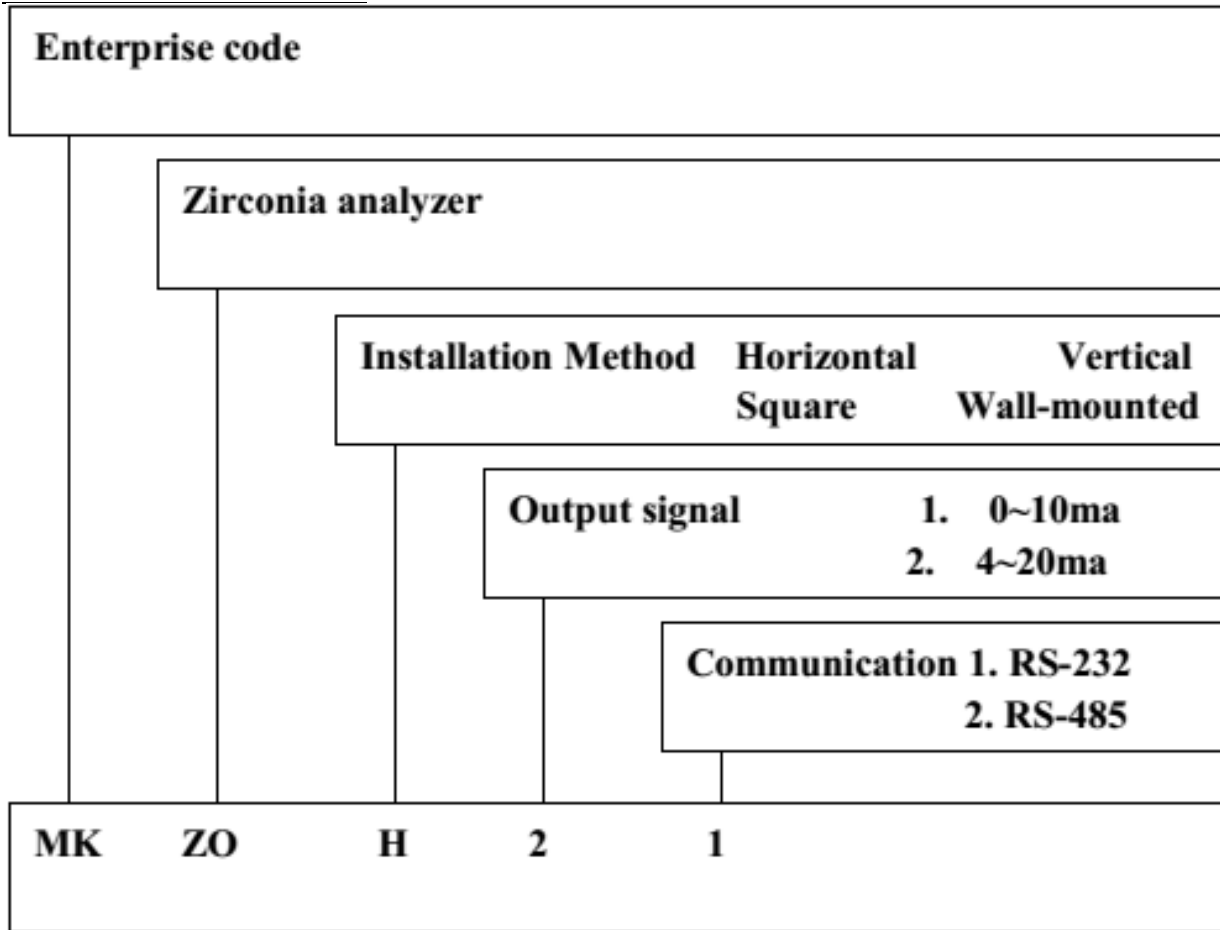 Enterprise code
Zirconia analyzer
Installation Method Horizontal Vertical
Square Wall-mounted
Output signal 1. 0~10ma
2. 4~20ma
Communication 1. RS-232
2. RS-485
MK ZO H 2 1